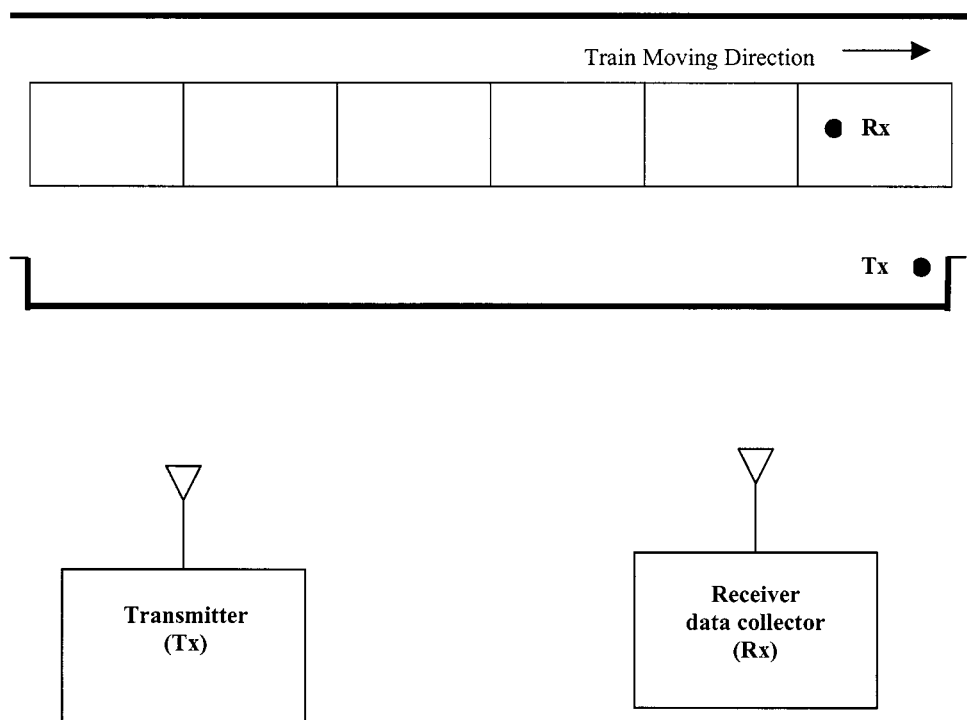 Train Moving Direction
Rx
Tx
Transmitter
(Tx)
Receiver
data collector
(Rx)